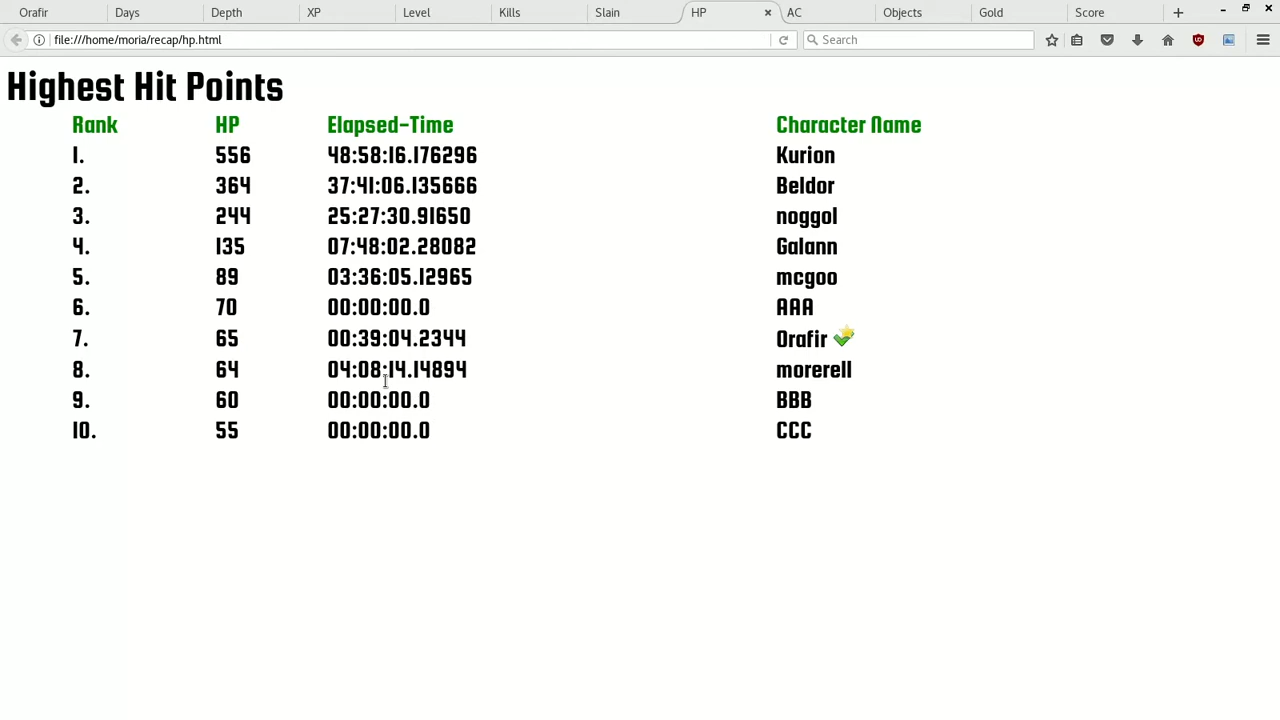 Orafir Days Depth XP Level Kills Slain HP AC Objects Gold Score
file:///home/moria/recap/hp.html Search
Highest Hit Points
Rank HP Elapsed-Time Character Name
1. 556 48:58:16.176296 Kurion
2. 364 37:41:06.135666 Beldor
3. 244 25:27:30.91650 noggol
4. 135 07:48:02.28082 Galann
5. 89 03:36:05.12965 mcgoo
6. 70 00:00:00.0 AAA
7. 65 00:39:04.2344 Orafir
8. 64 04:08:14.14894 morerell
9. 60 00:00:00.0 BBB
10. 55 00:00:00.0 CCC